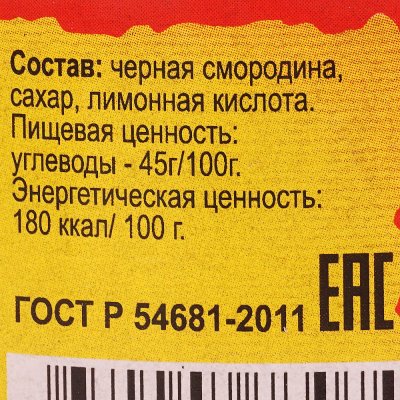 Состав: черная смородина,
сахар, лимонная кислота.
Пищевая ценность:
углеводы - 45г/100г.
Энергетическая ценность:
180 ккал/ 100 г.
ГОСТ Р 54681-2011
ЕАС